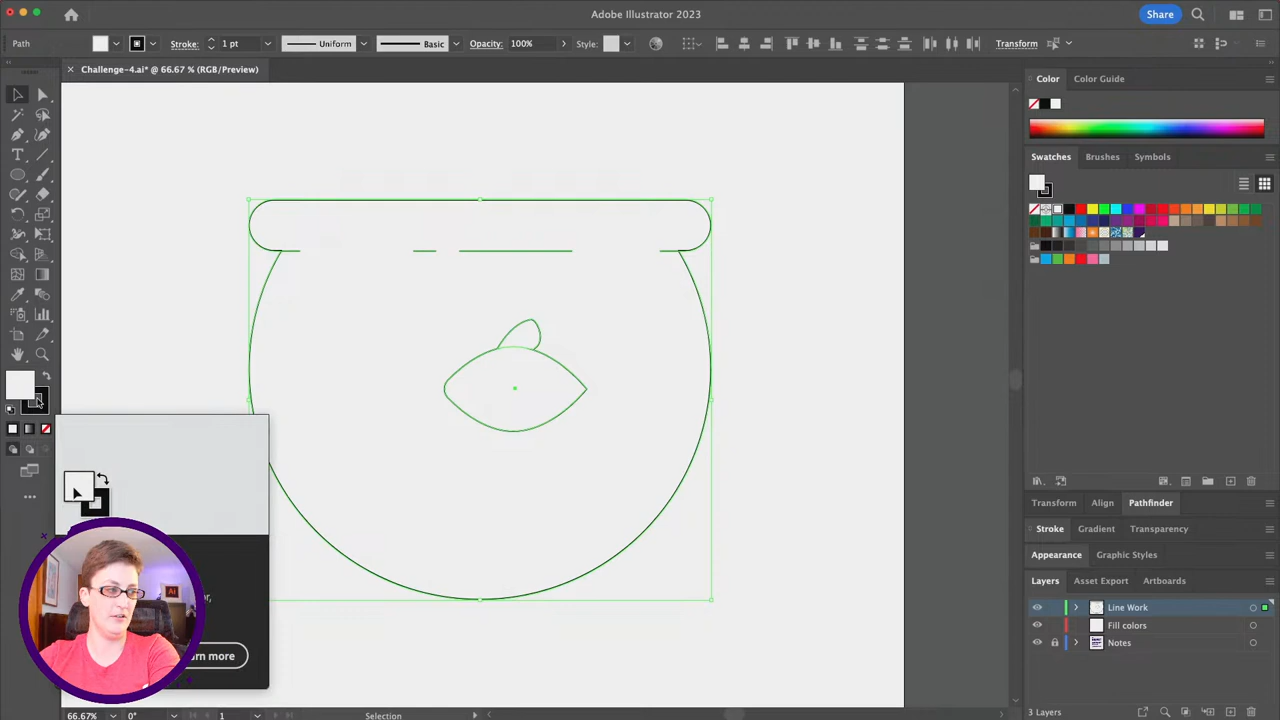 Adobe Illustrator 2023
Share
Path
Stroke:
1 pt
Uniform
Basic
Opacity:
100%
Style:
Transform
Challenge-4.ai* @ 66.67 % (RGB/Preview)
Color
Color Guide
Swatches
Brushes
Symbols
Transform
Align
Pathfinder
Stroke
Gradient
Transparency
Appearance
Graphic Styles
Layers
Asset Export
Artboards
Line Work
Fill colors
Notes
3 Layers
or,
rn more
Ai
66.67%
0°
1
Selection